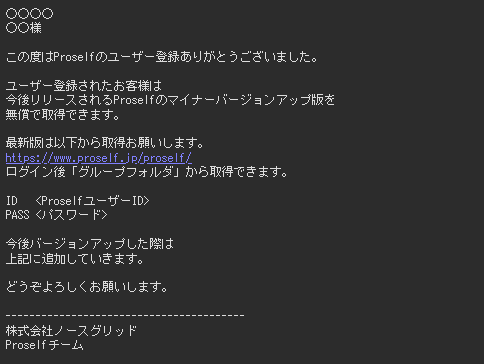 〇〇〇〇
〇〇様
この度はProselfのユーザー登録ありがとうございました。
ユーザー登録されたお客様は
今後リリースされるProselfのマイナーバージョンアップ版を
無償で取得できます。
最新版は以下から取得お願いします。
https://www.proself.jp/proself/
ログイン後「グループフォルダ」から取得できます。
ID <ProselfユーザーID>
PASS <パスワード>
今後バージョンアップした際は
上記に追加していきます。
どうぞよろしくお願いします。
----------------------------------------
株式会社ノースグリッド
Proselfチーム